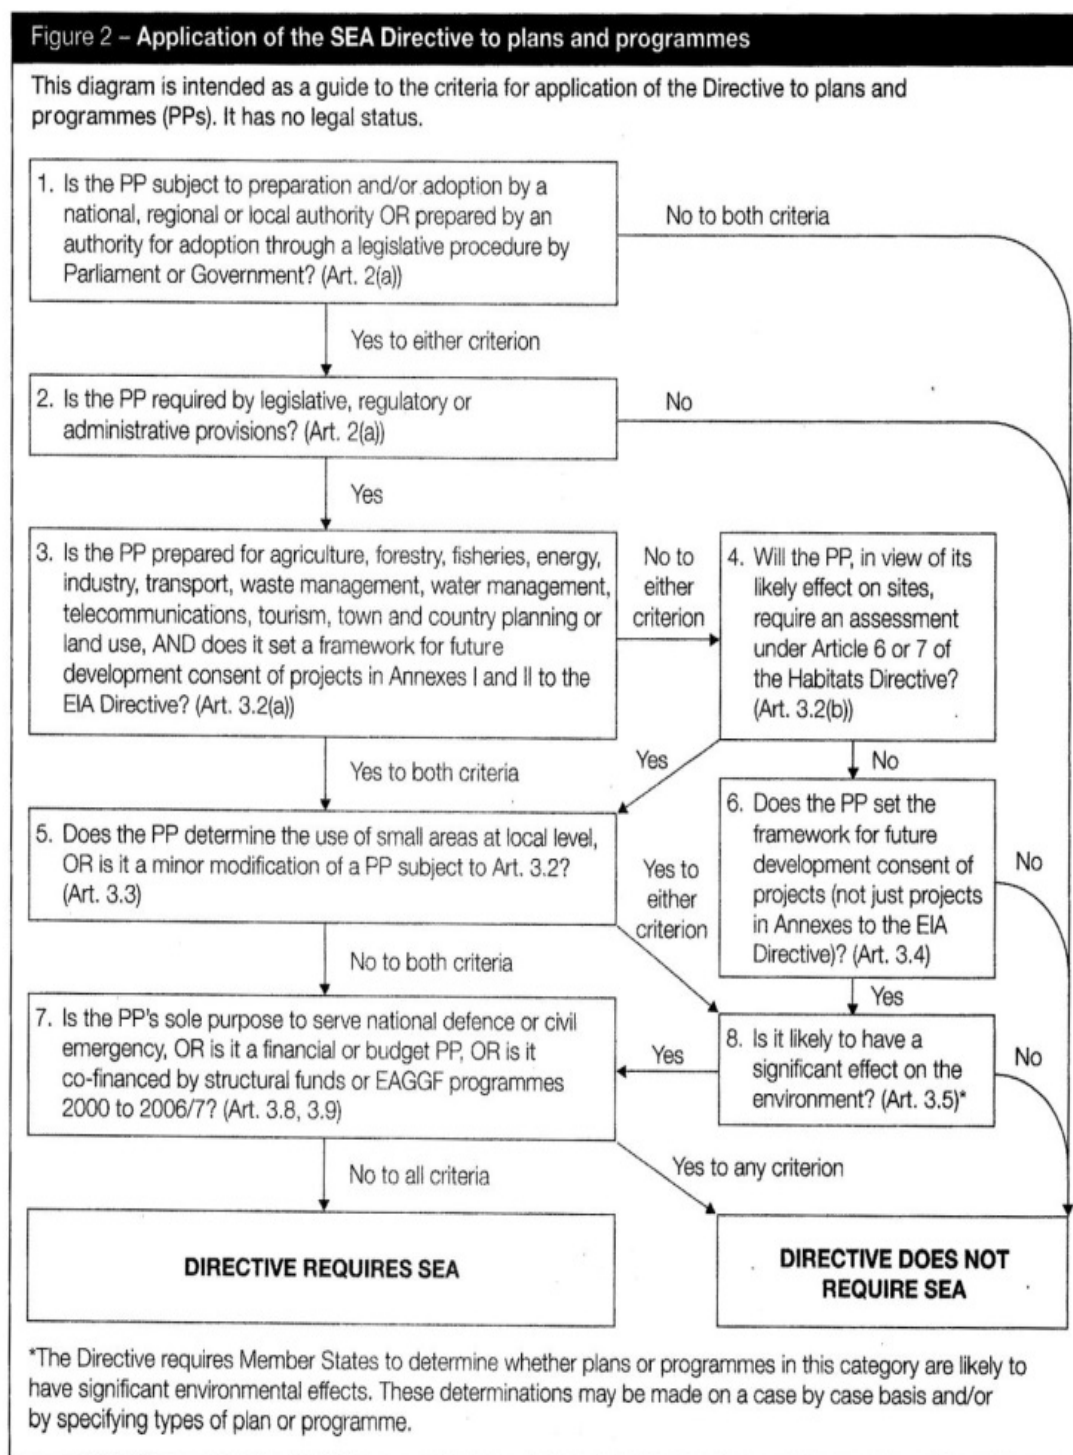 Figure 2 – Application of the SEA Directive to plans and programmes
This diagram is intended as a guide to the criteria for application of the Directive to plans and
programmes (PPs). It has no legal status.
1. Is the PP subject to preparation and/or adoption by a
national, regional or local authority OR prepared by an
authority for adoption through a legislative procedure by
Parliament or Government? (Art. 2(a))
No to both criteria
Yes to either criterion
2. Is the PP required by legislative, regulatory or
administrative provisions? (Art. 2(a))
No
Yes
3. Is the PP prepared for agriculture, forestry, fisheries, energy,
industry, transport, waste management, water management,
telecommunications, tourism, town and country planning or
land use, AND does it set a framework for future
development consent of projects in Annexes I and II to the
EIA Directive? (Art. 3.2(a))
No to
either
criterion
4. Will the PP, in view of its
likely effect on sites,
require an assessment
under Article 6 or 7 of
the Habitats Directive?
(Art. 3.2(b))
Yes to both criteria
Yes
No
5. Does the PP determine the use of small areas at local level,
OR is it a minor modification of a PP subject to Art. 3.2?
(Art. 3.3)
Yes to
either
criterion
6. Does the PP set the
framework for future
development consent of
projects (not just projects
in Annexes to the EIA
Directive)? (Art. 3.4)
No
No to both criteria
Yes
7. Is the PP's sole purpose to serve national defence or civil
emergency, OR is it a financial or budget PP, OR is it
co-financed by structural funds or EAGGF programmes
2000 to 2006/7? (Art. 3.8, 3.9)
Yes
8. Is it likely to have a
significant effect on the
environment? (Art. 3.5)*
No
No to all criteria
Yes to any criterion
DIRECTIVE REQUIRES SEA
DIRECTIVE DOES NOT
REQUIRE SEA
*The Directive requires Member States to determine whether plans or programmes in this category are likely to
have significant environmental effects. These determinations may be made on a case by case basis and/or
by specifying types of plan or programme.